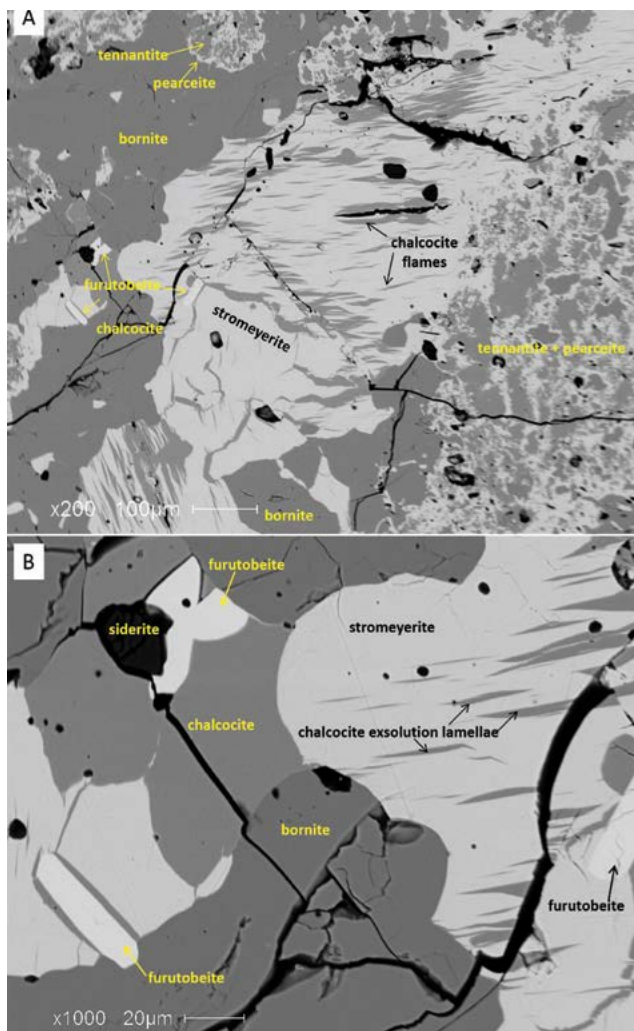 A
tennantite
pearceite
bornite
chalcocite
flames
furutobeite
chalcocite
stromeyerite
tennantite + pearceite
x200 100µm
bornite
B
furutobeite
siderite
stromeyerite
chalcocite
chalcocite exsolution lamellae
bornite
furutobeite
furutobeite
x1000 20µm